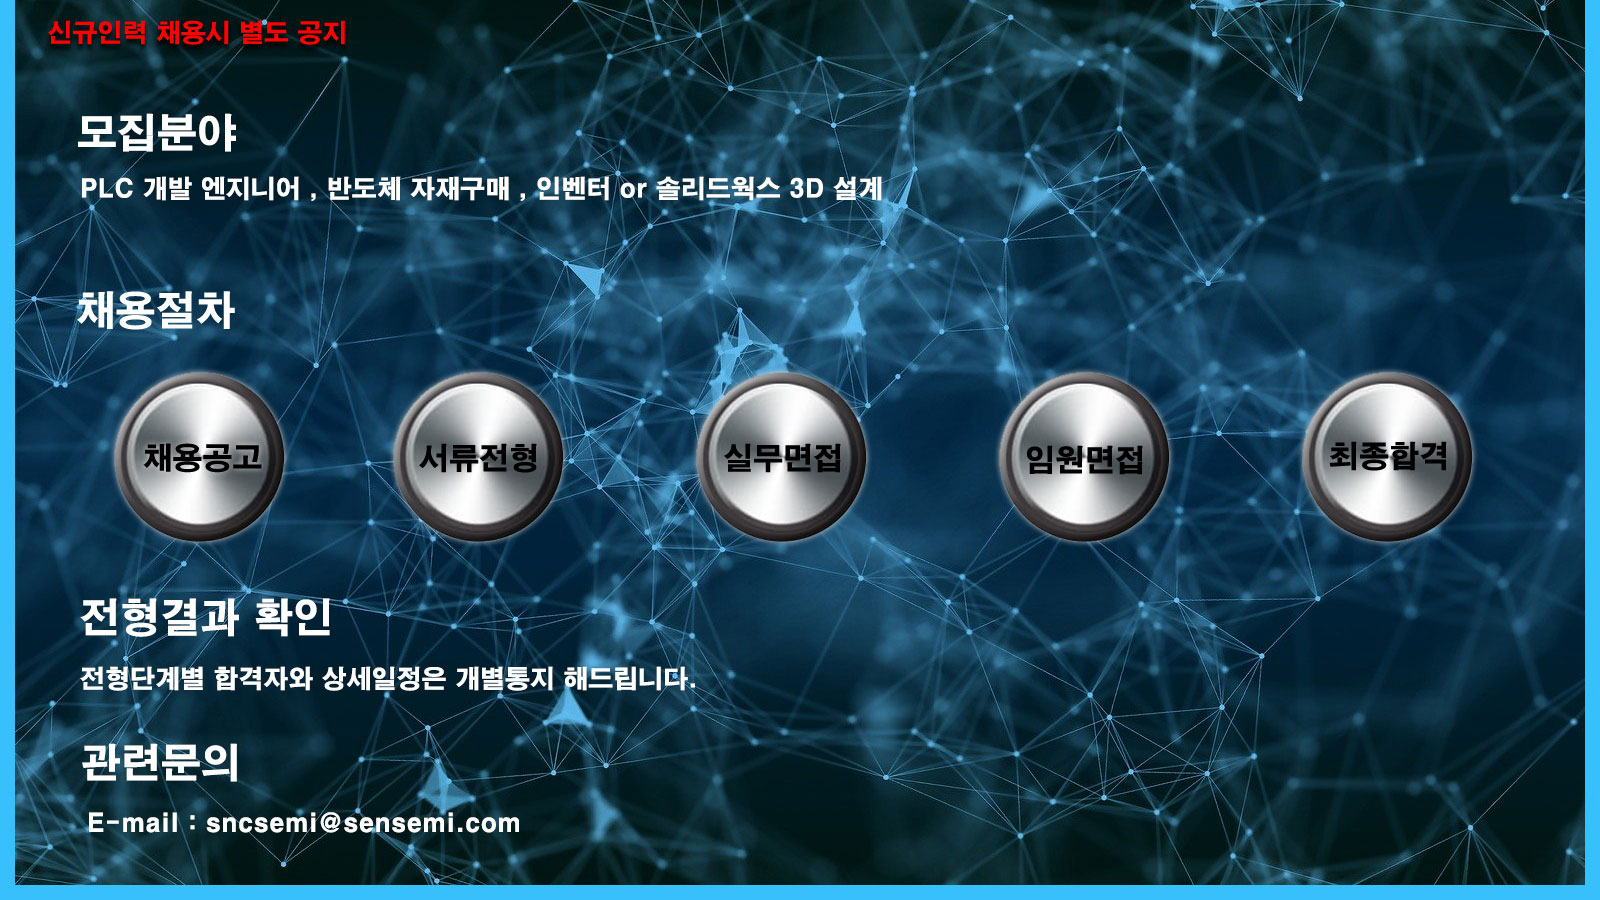 신규인력 채용시 별도 공지
모집분야
PLC 개발 엔지니어 , 반도체 자재구매 , 인벤터 or 솔리드웍스 3D 설계
채용절차
채용공고 서류전형 실무면접 임원면접 최종합격
전형결과 확인
전형단계별 합격자와 상세일정은 개별통지 해드립니다.
관련문의
E-mail : sncsemi@sensemi.com